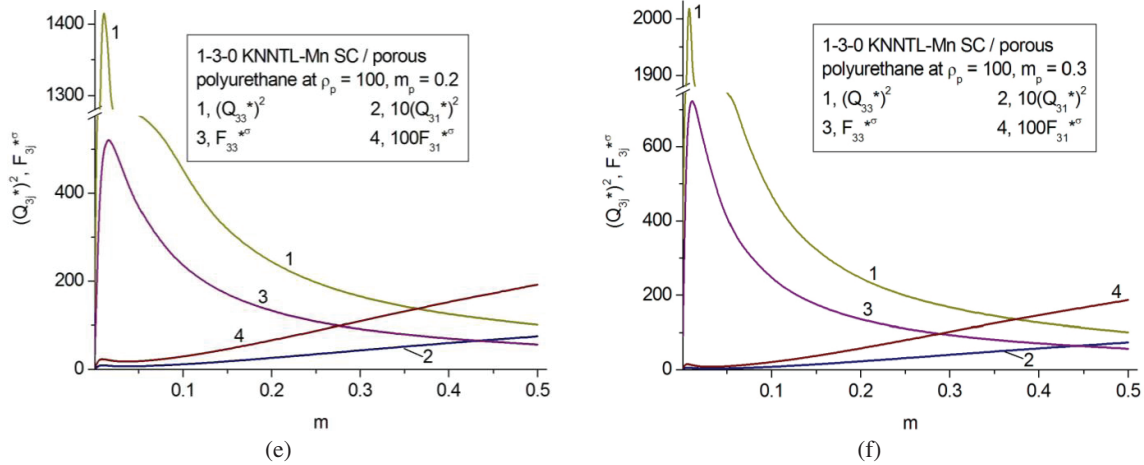 1400
1300
400
200
0
0.1
0.2
0.3
0.4
0.5
m
(Q₃ⱼ*)², F₃ⱼ*^σ
1-3-0 KNNTL-Mn SC / porous
polyurethane at ρₚ = 100, mₚ = 0.2
1, (Q₃₃*)² 2, 10(Q₃₁*)²
3, F₃₃*^σ 4, 100F₃₁*^σ
1
1
3
4
2
(e)
2000
1900
600
400
200
0
0.1
0.2
0.3
0.4
0.5
m
(Q₃ⱼ*)², F₃ⱼ*^σ
1-3-0 KNNTL-Mn SC / porous
polyurethane at ρₚ = 100, mₚ = 0.3
1, (Q₃₃*)² 2, 10(Q₃₁*)²
3, F₃₃*^σ 4, 100F₃₁*^σ
1
1
3
4
2
(f)